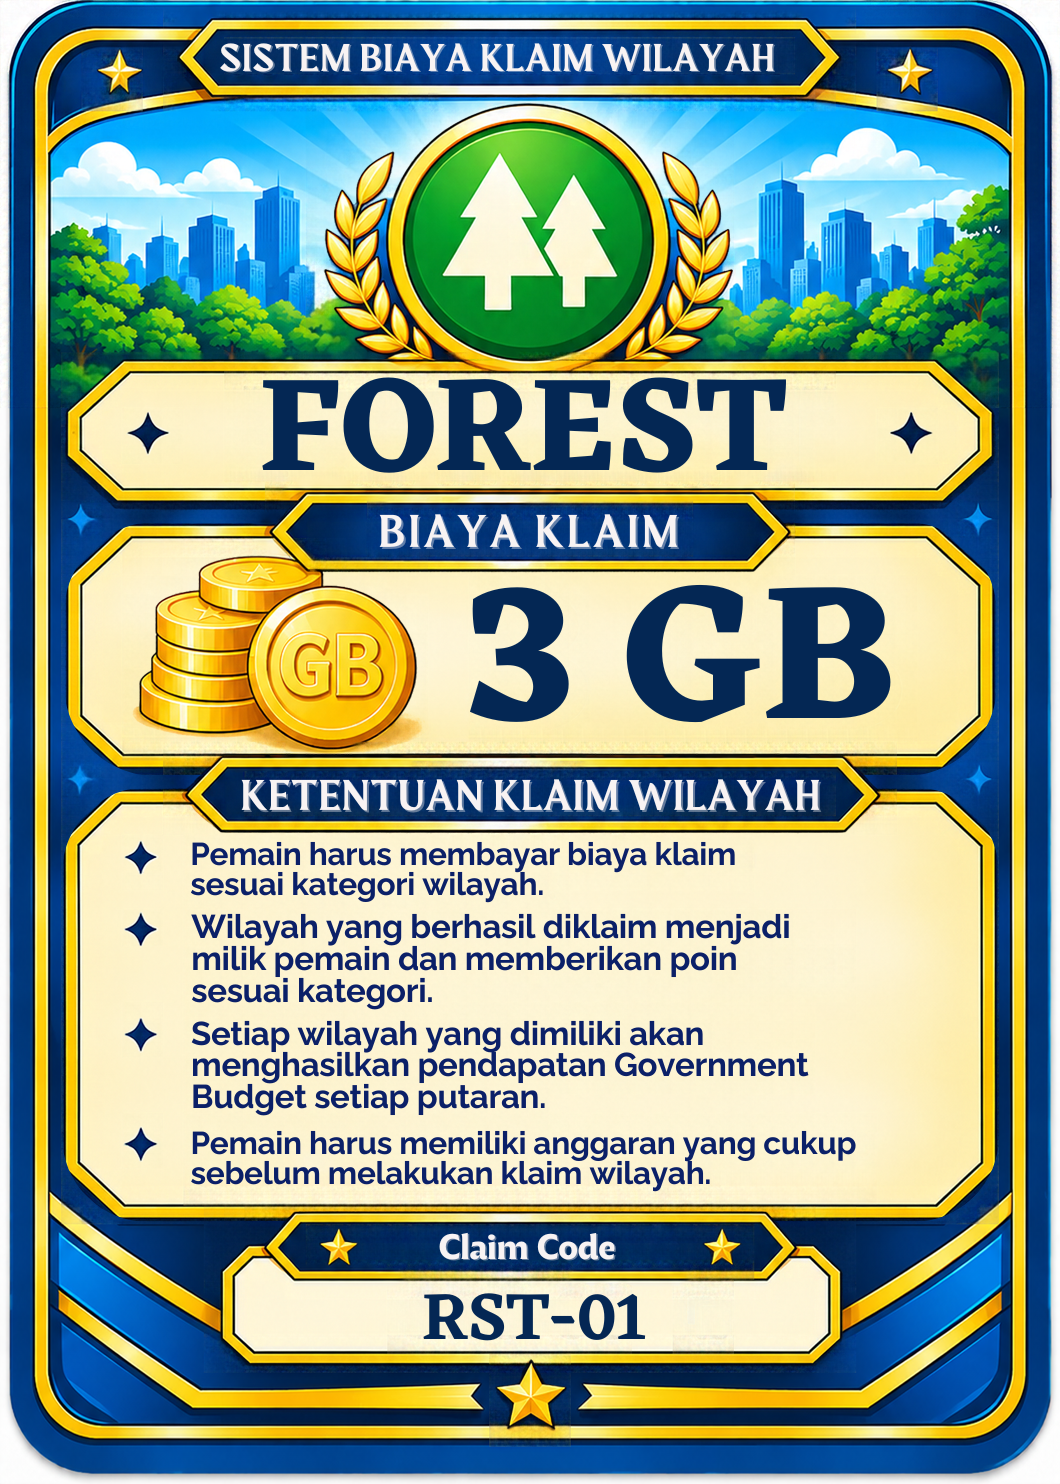 SISTEM BIAYA KLAIM WILAYAH
FOREST
BIAYA KLAIM
GB
3 GB
KETENTUAN KLAIM WILAYAH
Pemain harus membayar biaya klaim
sesuai kategori wilayah.
Wilayah yang berhasil diklaim menjadi
milik pemain dan memberikan poin
sesuai kategori.
Setiap wilayah yang dimiliki akan
menghasilkan pendapatan Government
Budget setiap putaran.
Pemain harus memiliki anggaran yang cukup
sebelum melakukan klaim wilayah.
Claim Code
RST-01